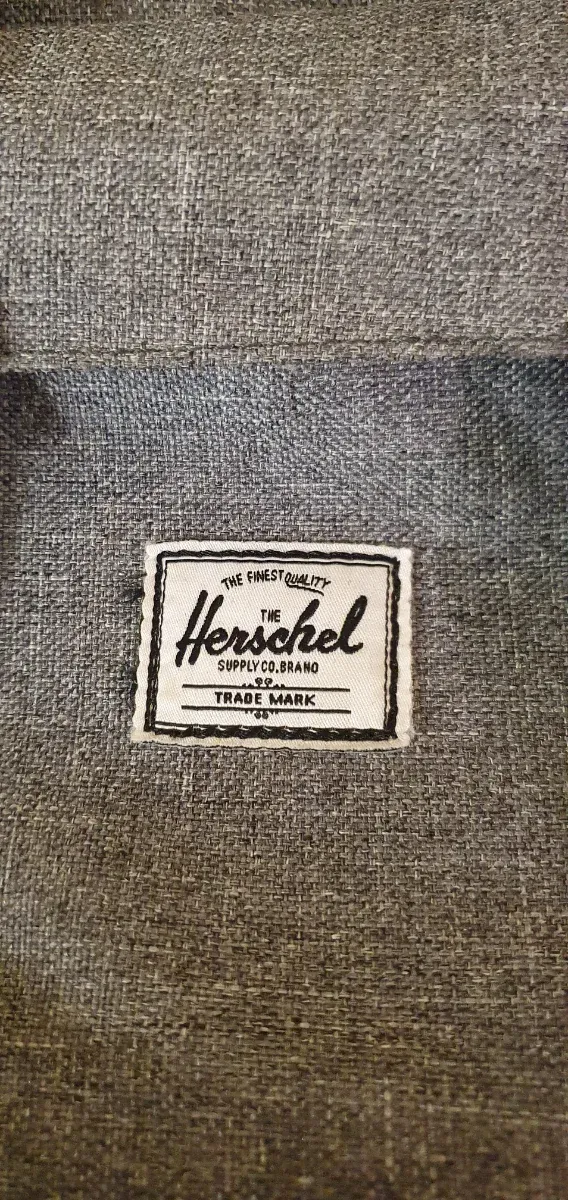 THE FINEST QUALITY
THE
Herschel
SUPPLY CO. BRAND
TRADE MARK